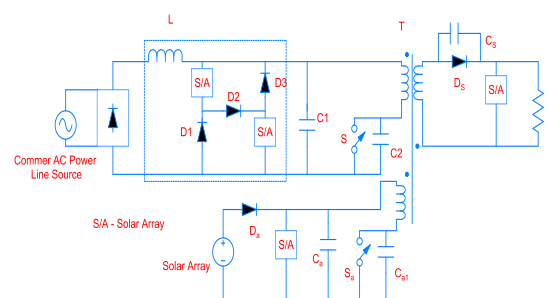 L
T
S/A
D3
D2
D1
S/A
C1
S
C2
Cs
Ds
S/A
Commer AC Power
Line Source
S/A - Solar Array
Da
S/A
Solar Array
Ca
Sa
Ca1